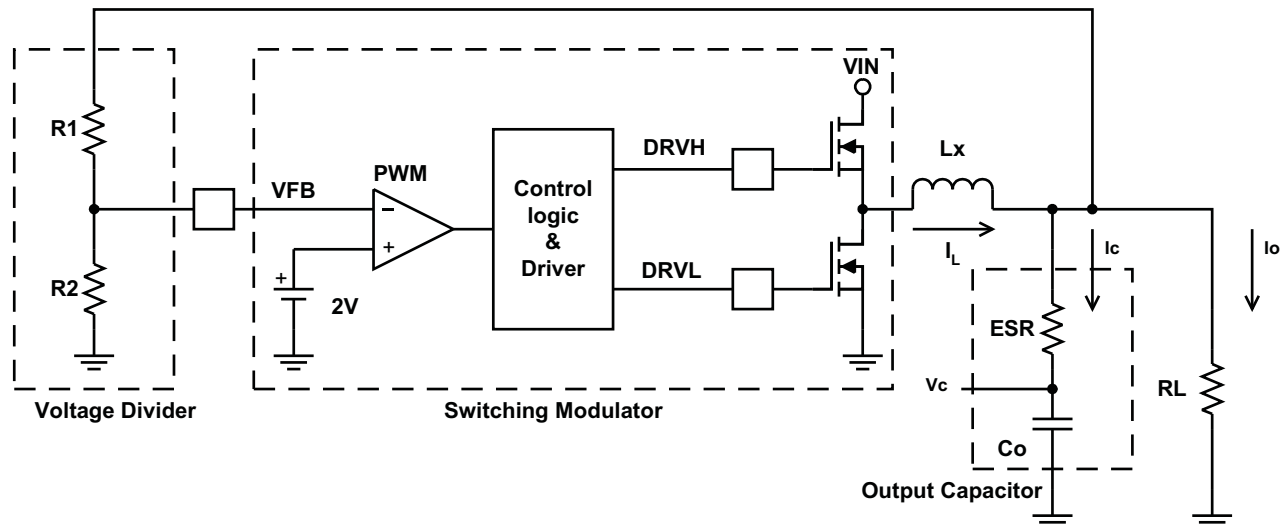 R1
R2
Voltage Divider
VFB
PWM
−
+
+
2V
Control
logic
&
Driver
DRVH
DRVL
VIN
Switching Modulator
Lx
IL
Ic
Io
ESR
Vc
Co
RL
Output Capacitor